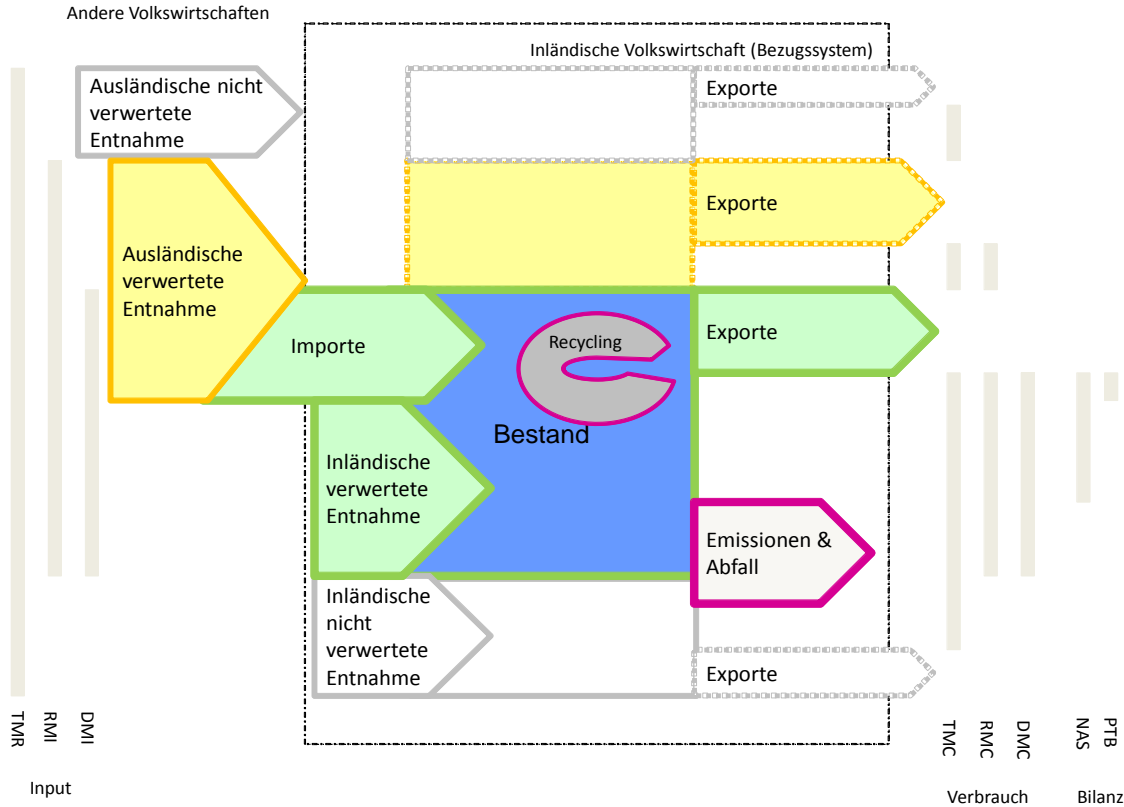 Andere Volkswirtschaften
Inländische Volkswirtschaft (Bezugssystem)
Ausländische nicht
verwertete
Entnahme
Exporte
Ausländische
verwertete
Entnahme
Exporte
Importe
Recycling
Exporte
Bestand
Inländische
verwertete
Entnahme
Emissionen &
Abfall
Inländische
nicht
verwertete
Entnahme
Exporte
TMR
RMI
DMI
TMC
RMC
DMC
NAS
PTB
Input
Verbrauch
Bilanz